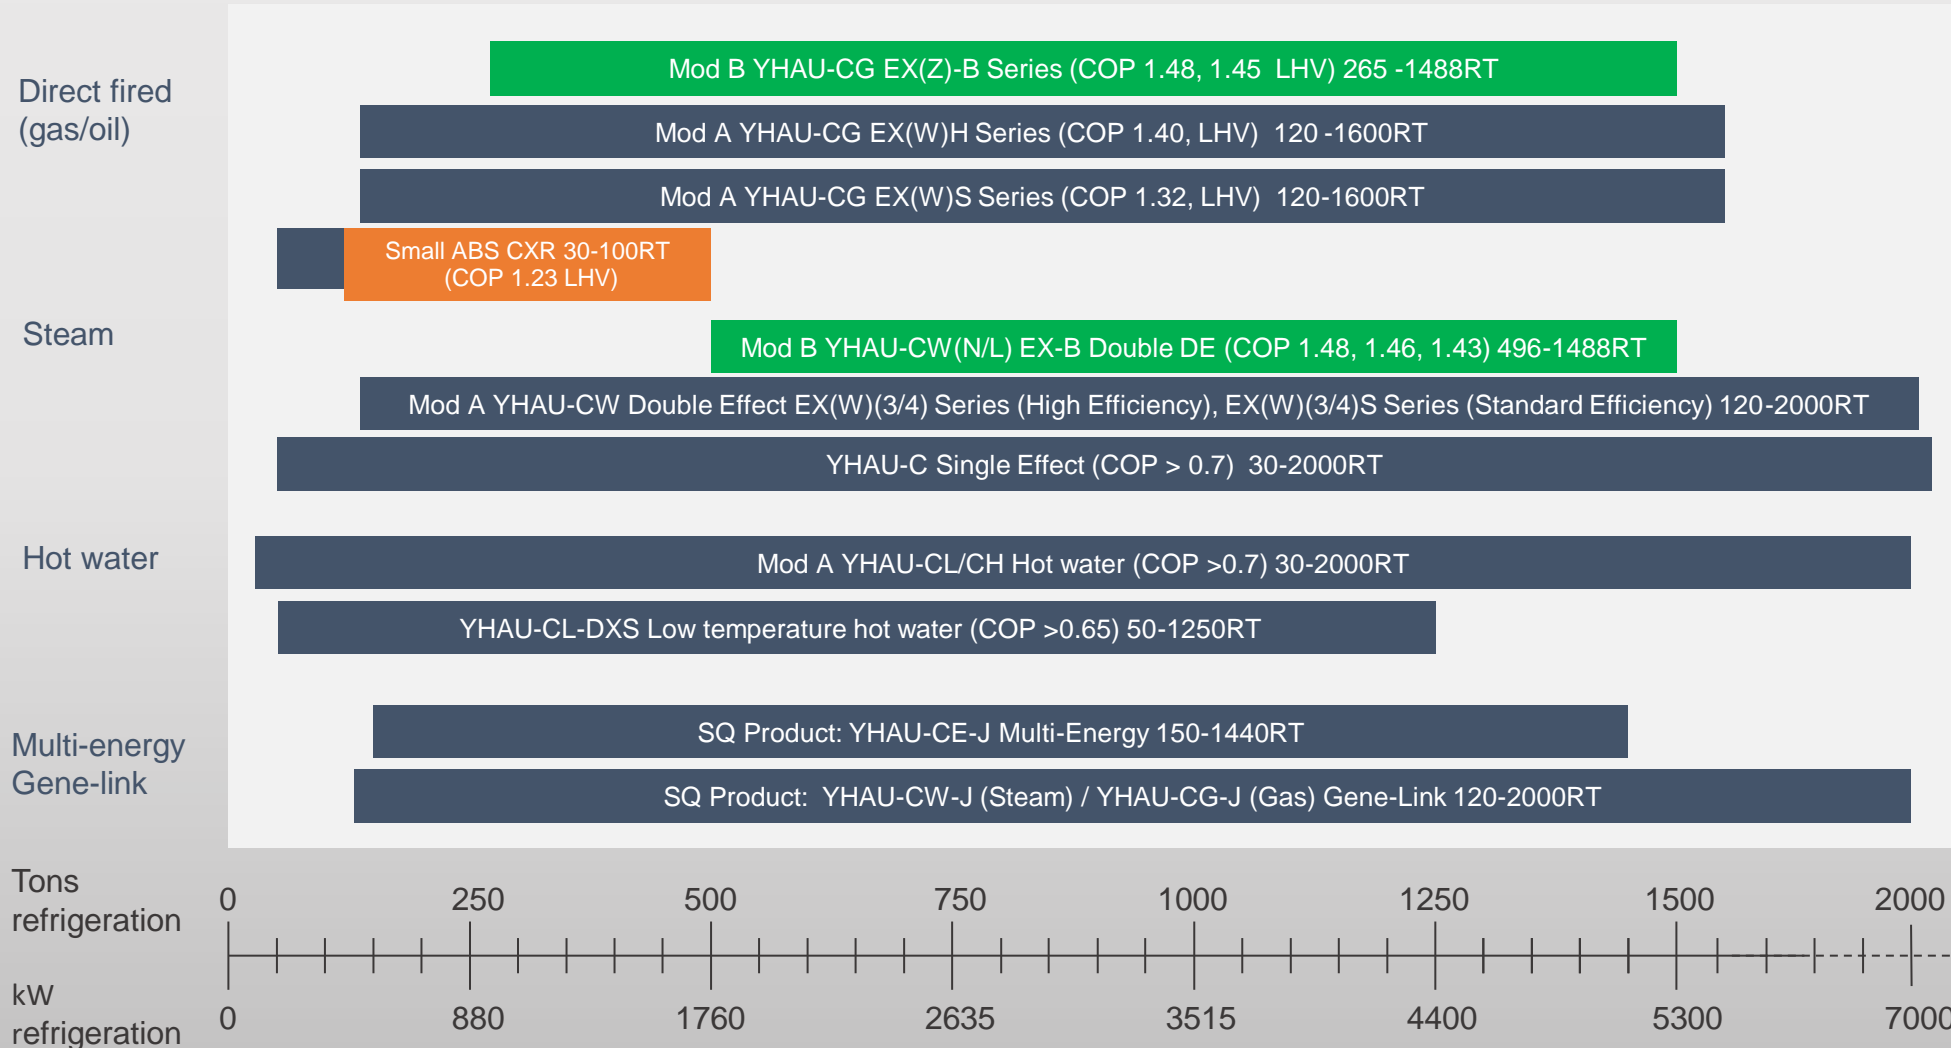 Direct fired
(gas/oil)
Mod B YHAU-CG EX(Z)-B Series (COP 1.48, 1.45 LHV) 265 -1488RT
Mod A YHAU-CG EX(W)H Series (COP 1.40, LHV) 120 -1600RT
Mod A YHAU-CG EX(W)S Series (COP 1.32, LHV) 120-1600RT
Small ABS CXR 30-100RT
(COP 1.23 LHV)
Steam
Mod B YHAU-CW(N/L) EX-B Double DE (COP 1.48, 1.46, 1.43) 496-1488RT
Mod A YHAU-CW Double Effect EX(W)(3/4) Series (High Efficiency), EX(W)(3/4)S Series (Standard Efficiency) 120-2000RT
YHAU-C Single Effect (COP > 0.7) 30-2000RT
Hot water
Mod A YHAU-CL/CH Hot water (COP >0.7) 30-2000RT
YHAU-CL-DXS Low temperature hot water (COP >0.65) 50-1250RT
Multi-energy
Gene-link
SQ Product: YHAU-CE-J Multi-Energy 150-1440RT
SQ Product: YHAU-CW-J (Steam) / YHAU-CG-J (Gas) Gene-Link 120-2000RT
Tons
refrigeration
0 250 500 750 1000 1250 1500 2000
kW
refrigeration
0 880 1760 2635 3515 4400 5300 7000